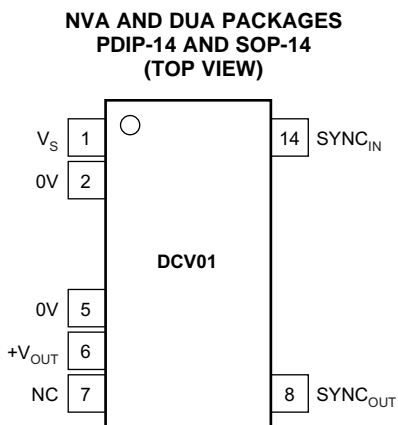 NVA AND DUA PACKAGES
PDIP-14 AND SOP-14
(TOP VIEW)
VS 1 14 SYNCIN
0V 2
DCV01
0V 5
+VOUT 6
NC 7 8 SYNCOUT